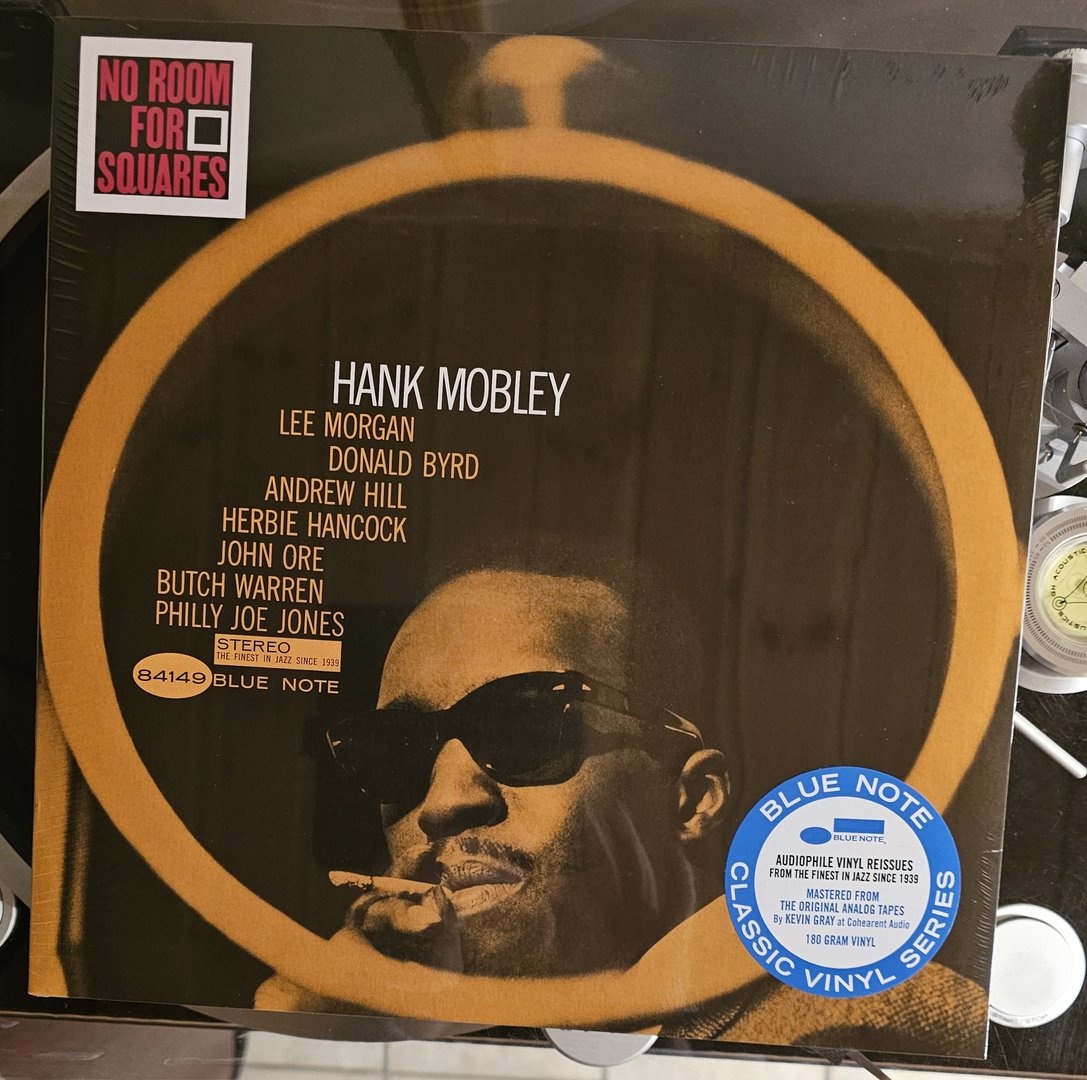 NO ROOM
FOR
SQUARES
HANK MOBLEY
LEE MORGAN
DONALD BYRD
ANDREW HILL
HERBIE HANCOCK
JOHN ORE
BUTCH WARREN
PHILLY JOE JONES
STEREO
THE FINEST IN JAZZ SINCE 1939
84149 BLUE NOTE
BLUE NOTE
BLUE NOTE
AUDIOPHILE VINYL REISSUES
FROM THE FINEST IN JAZZ SINCE 1939
MASTERED FROM
THE ORIGINAL ANALOG TAPES
By KEVIN GRAY at Cohearent Audio
180 GRAM VINYL
CLASSIC VINYL SERIES
START/STOP